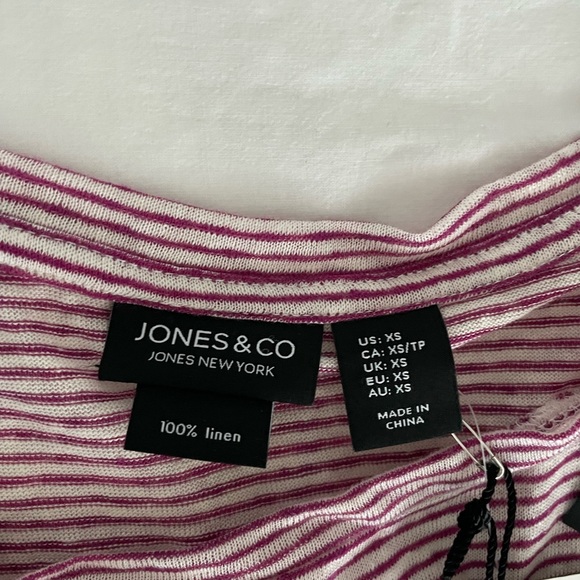 JONES & CO
JONES NEW YORK
100% linen
US: XS
CA: XS/TP
UK: XS
EU: XS
AU: XS
MADE IN
CHINA